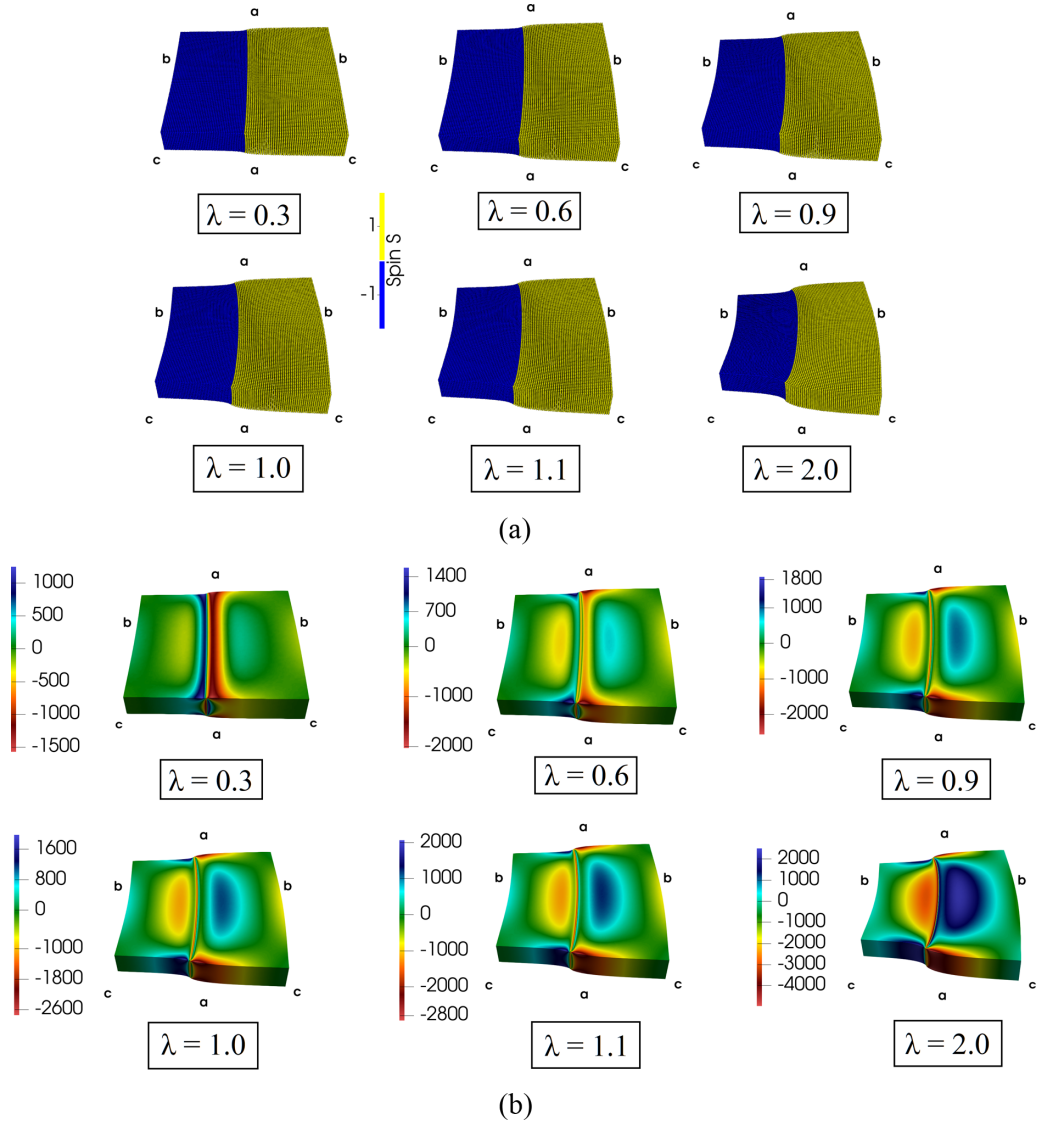 a a a
b b b b b b
c c c c c c
a a a
λ = 0.3 λ = 0.6 λ = 0.9
1
-1
Spin S
a a a
b b b b b b
c c c c c c
a a a
λ = 1.0 λ = 1.1 λ = 2.0
(a)
1000
500
0
-500
-1000
-1500
a
b b
c c
a
λ = 0.3
1400
700
0
-1000
-2000
a
b b
c c
a
λ = 0.6
1800
1000
0
-1000
-2000
a
b b
c c
a
λ = 0.9
1600
800
0
-1000
-1800
-2600
a
b b
c c
a
λ = 1.0
2000
1000
0
-1000
-2000
-2800
a
b b
c c
a
λ = 1.1
2000
1000
0
-1000
-2000
-3000
-4000
a
b b
c c
a
λ = 2.0
(b)